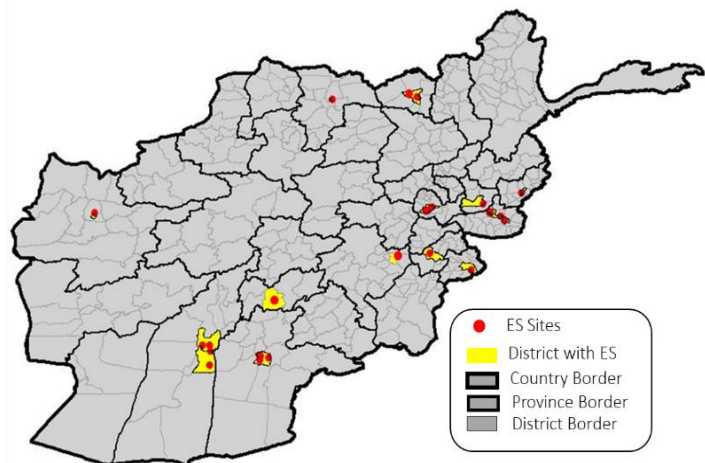 ES Sites
District with ES
Country Border
Province Border
District Border